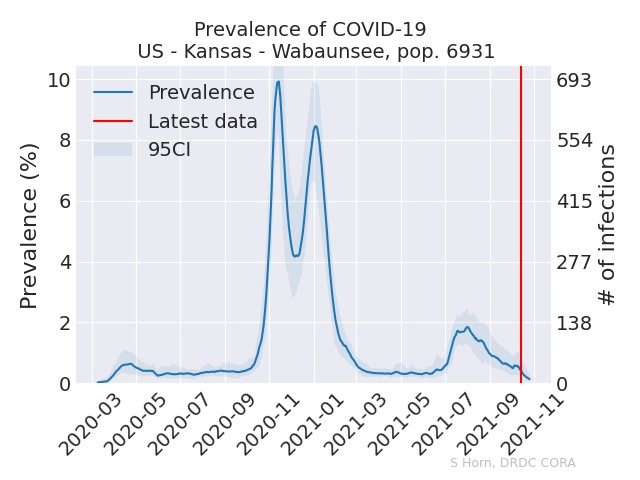 Prevalence of COVID-19
US - Kansas - Wabaunsee, pop. 6931
Prevalence
Latest data
95CI
Prevalence (%)
10
8
6
4
2
0
693
554
415
277
138
0
# of infections
2020-03
2020-05
2020-07
2020-09
2020-11
2021-01
2021-03
2021-05
2021-07
2021-09
2021-11
S Horn, DRDC CORA